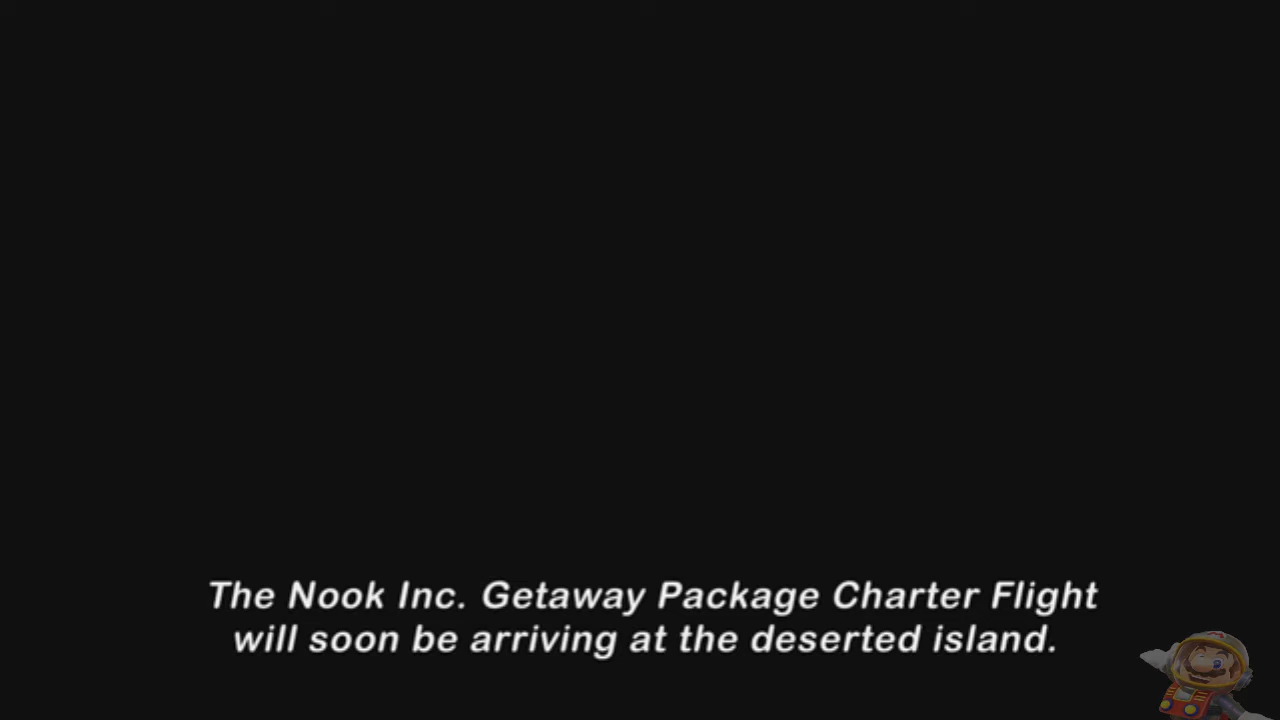 The Nook Inc. Getaway Package Charter Flight
will soon be arriving at the deserted island.